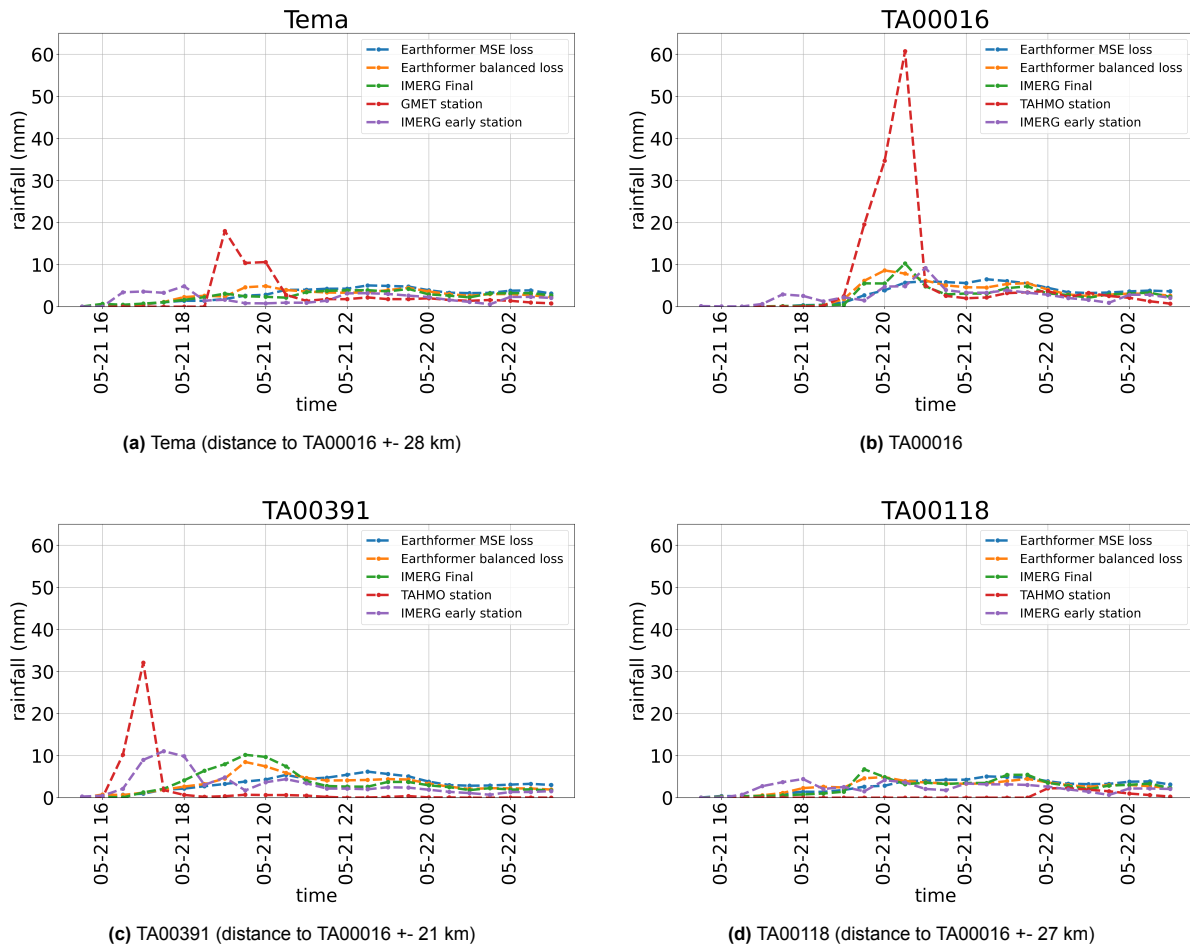 Tema
60
50
40
30
20
10
0
rainfall (mm)
Earthformer MSE loss
Earthformer balanced loss
IMERG Final
GMET station
IMERG early station
05-21 16
05-21 18
05-21 20
05-21 22
05-22 00
05-22 02
time
(a) Tema (distance to TA00016 +- 28 km)
TA00016
60
50
40
30
20
10
0
rainfall (mm)
Earthformer MSE loss
Earthformer balanced loss
IMERG Final
TAHMO station
IMERG early station
05-21 16
05-21 18
05-21 20
05-21 22
05-22 00
05-22 02
time
(b) TA00016
TA00391
60
50
40
30
20
10
0
rainfall (mm)
Earthformer MSE loss
Earthformer balanced loss
IMERG Final
TAHMO station
IMERG early station
05-21 16
05-21 18
05-21 20
05-21 22
05-22 00
05-22 02
time
(c) TA00391 (distance to TA00016 +- 21 km)
TA00118
60
50
40
30
20
10
0
rainfall (mm)
Earthformer MSE loss
Earthformer balanced loss
IMERG Final
TAHMO station
IMERG early station
05-21 16
05-21 18
05-21 20
05-21 22
05-22 00
05-22 02
time
(d) TA00118 (distance to TA00016 +- 27 km)